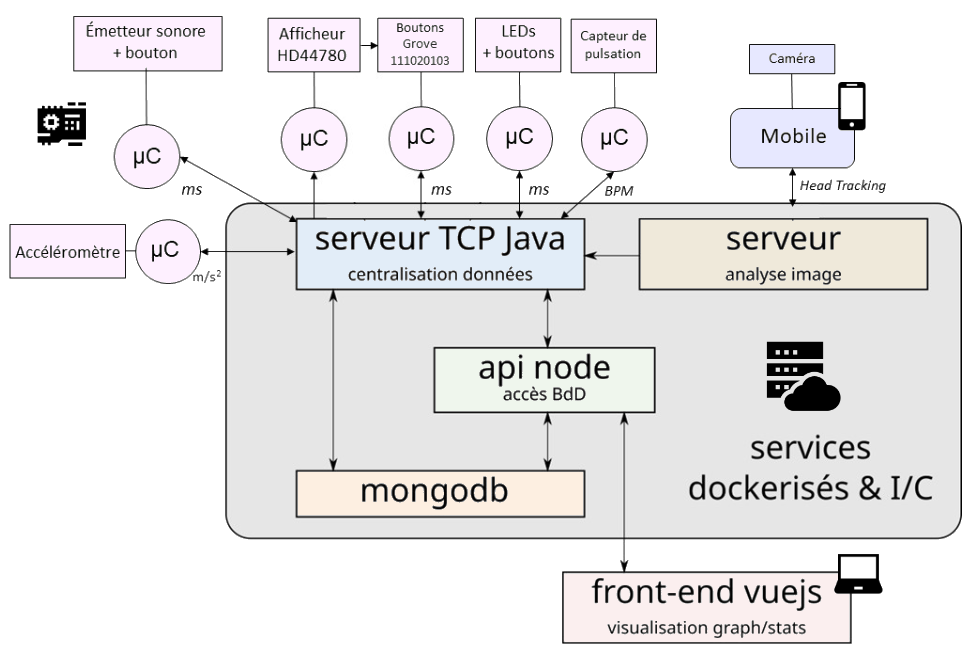 Émetteur sonore
+ bouton
Afficheur
HD44780
Boutons
Grove
111020103
LEDs
+ boutons
Capteur de
pulsation
Caméra
µC
µC
µC
µC
µC
Mobile
ms
ms
ms
BPM
Head Tracking
Accéléromètre
µC
m/s²
serveur TCP Java
centralisation données
serveur
analyse image
api node
accès BdD
services
dockerisés & I/C
mongodb
front-end vuejs
visualisation graph/stats